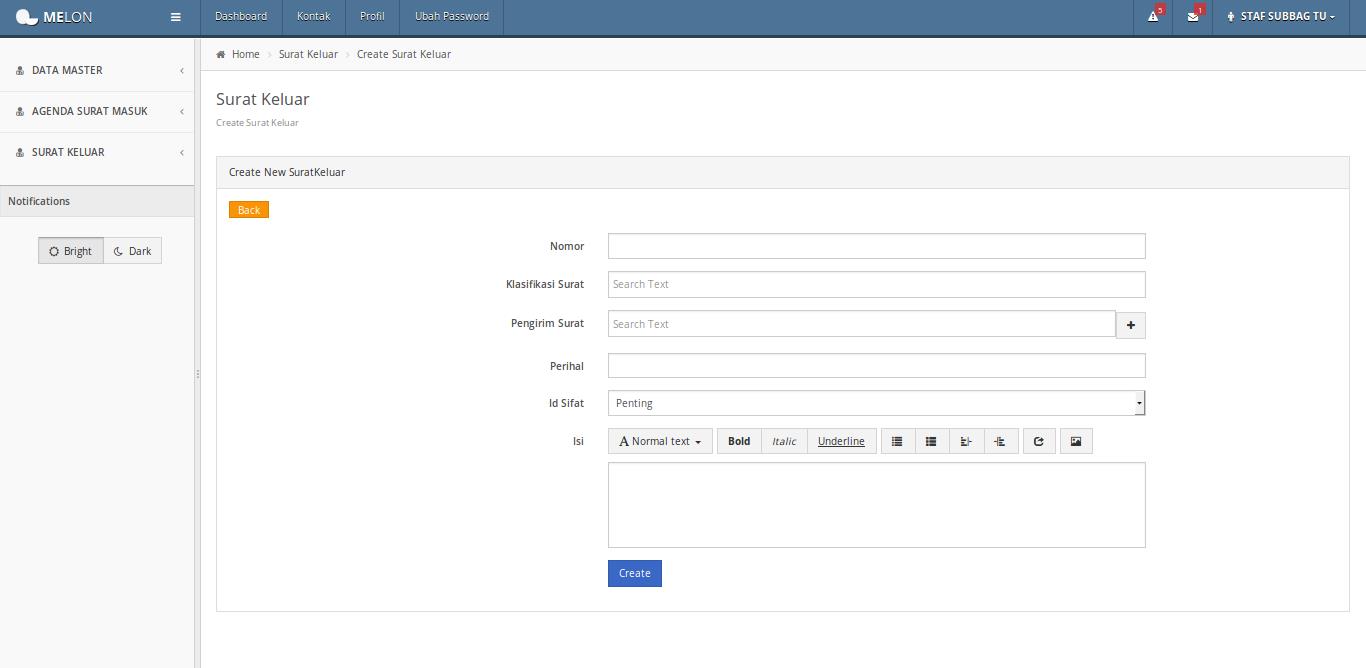 MELON Dashboard Kontak Profil Ubah Password 5 1 STAF SUBBAG TU
Home Surat Keluar Create Surat Keluar
DATA MASTER
AGENDA SURAT MASUK
SURAT KELUAR
Notifications
Bright Dark
Surat Keluar
Create Surat Keluar
Create New SuratKeluar
Back
Nomor
Klasifikasi Surat Search Text
Pengirim Surat Search Text +
Perihal
Id Sifat Penting
Isi A Normal text Bold Italic Underline
Create